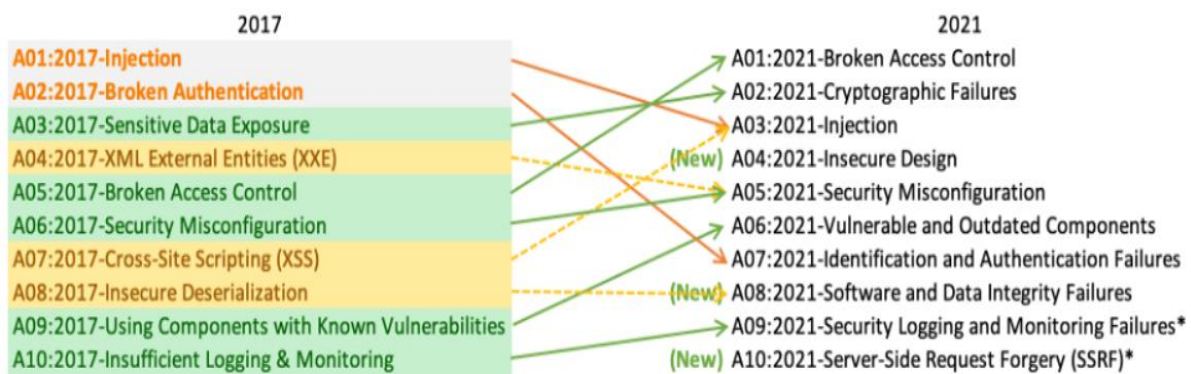 2017
2021
A01:2017-Injection
A01:2021-Broken Access Control
A02:2017-Broken Authentication
A02:2021-Cryptographic Failures
A03:2017-Sensitive Data Exposure
A03:2021-Injection
A04:2017-XML External Entities (XXE)
(New) A04:2021-Insecure Design
A05:2017-Broken Access Control
A05:2021-Security Misconfiguration
A06:2017-Security Misconfiguration
A06:2021-Vulnerable and Outdated Components
A07:2017-Cross-Site Scripting (XSS)
A07:2021-Identification and Authentication Failures
A08:2017-Insecure Deserialization
(New) A08:2021-Software and Data Integrity Failures
A09:2017-Using Components with Known Vulnerabilities
A09:2021-Security Logging and Monitoring Failures*
A10:2017-Insufficient Logging & Monitoring
(New) A10:2021-Server-Side Request Forgery (SSRF)*